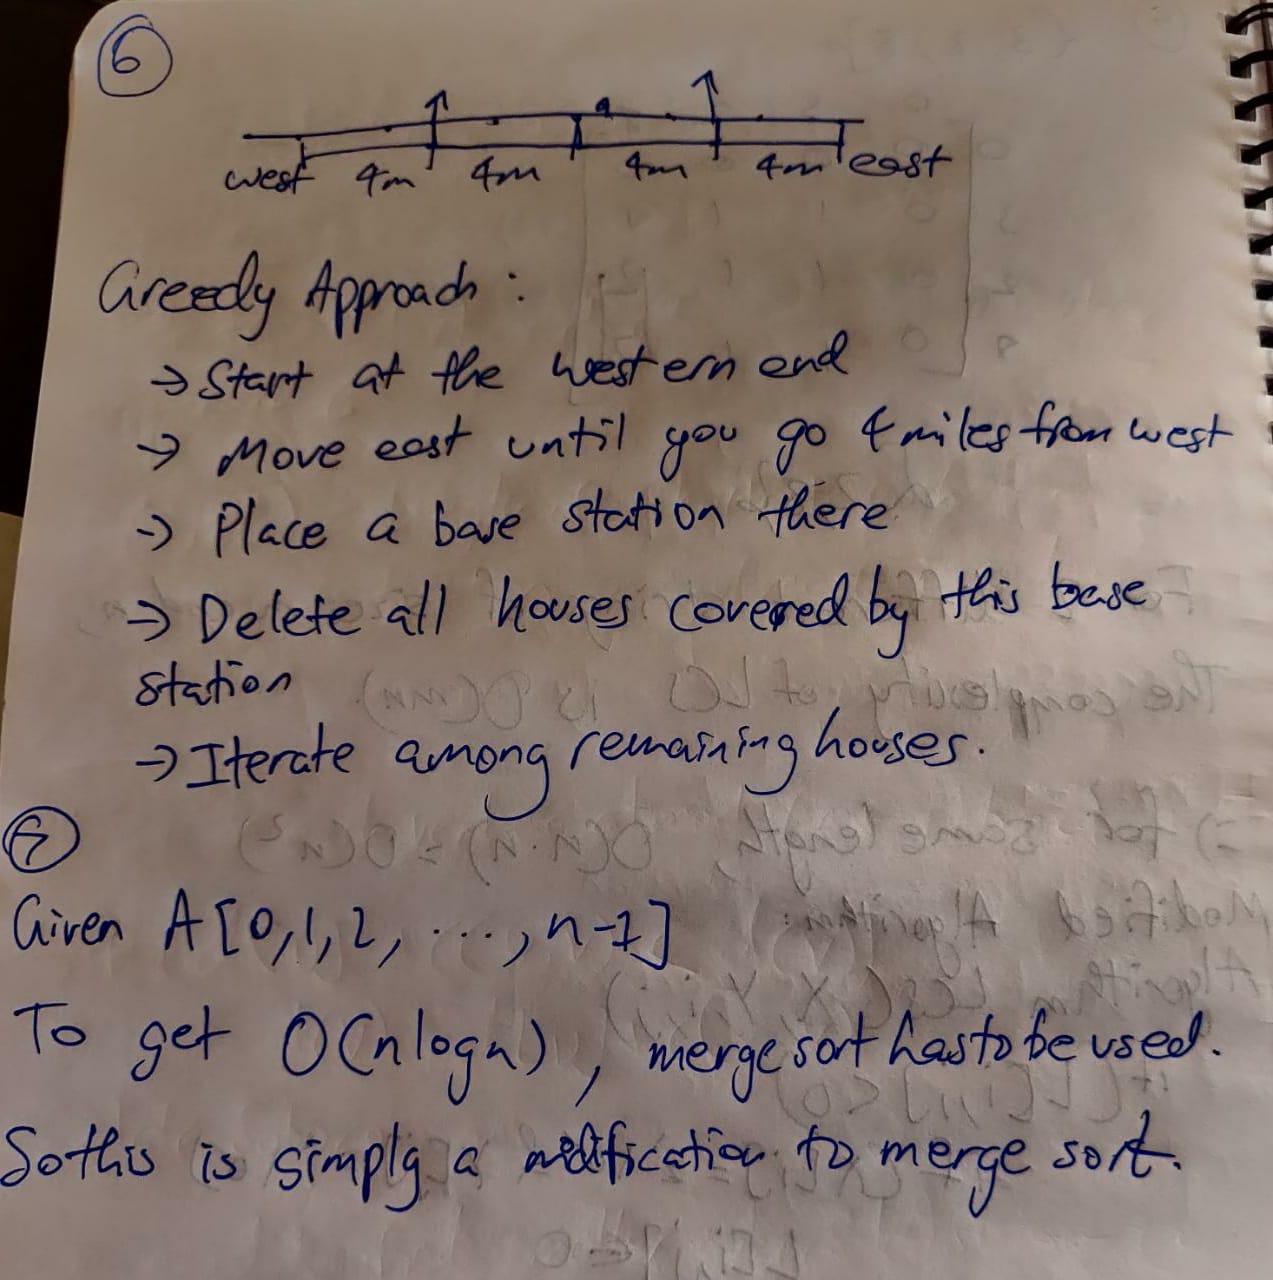 6
west 4m 4m 4m 4m east
Greedy Approach :
→ Start at the western end
→ Move east until you go 4 miles from west
→ Place a base station there
→ Delete all houses covered by this base
station
→ Iterate among remaining houses.
7
Given A[0,1,2, ..., n-1]
To get O(nlogn), merge sort has to be used.
So this is simply a modification to merge sort.